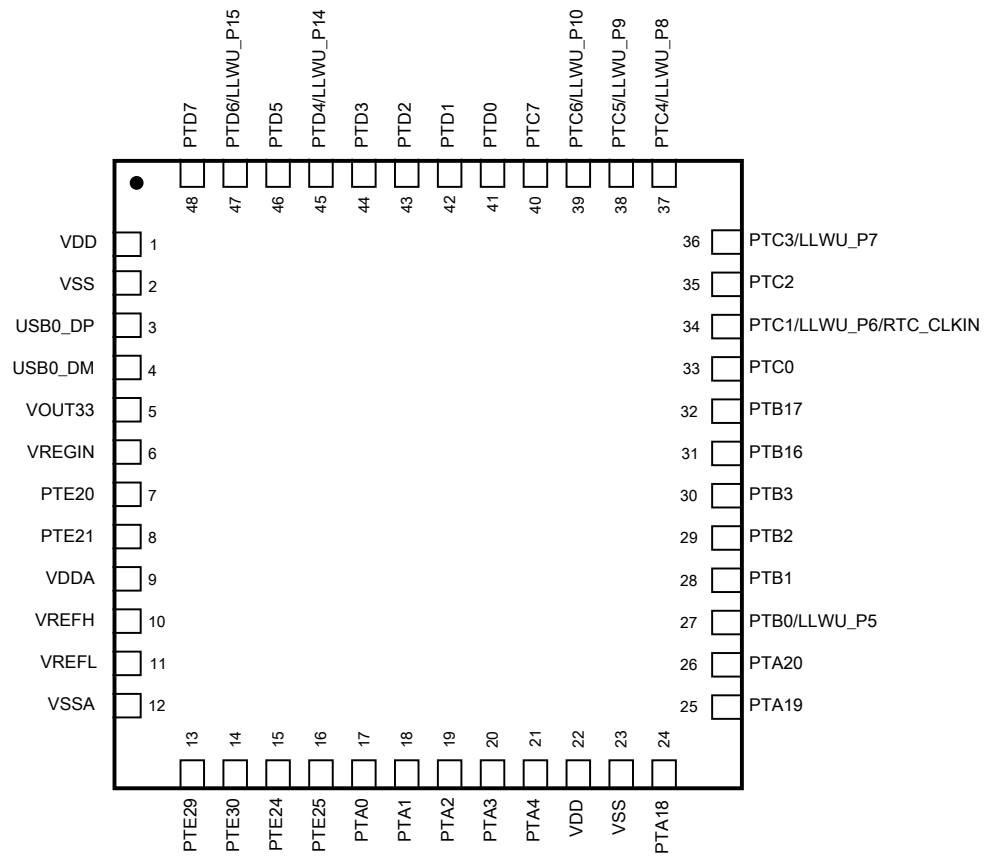 PTD7
PTD6/LLWU_P15
PTD5
PTD4/LLWU_P14
PTD3
PTD2
PTD1
PTD0
PTC7
PTC6/LLWU_P10
PTC5/LLWU_P9
PTC4/LLWU_P8
48
47
46
45
44
43
42
41
40
39
38
37
VDD 1
VSS 2
USB0_DP 3
USB0_DM 4
VOUT33 5
VREGIN 6
PTE20 7
PTE21 8
VDDA 9
VREFH 10
VREFL 11
VSSA 12
36 PTC3/LLWU_P7
35 PTC2
34 PTC1/LLWU_P6/RTC_CLKIN
33 PTC0
32 PTB17
31 PTB16
30 PTB3
29 PTB2
28 PTB1
27 PTB0/LLWU_P5
26 PTA20
25 PTA19
13
14
15
16
17
18
19
20
21
22
23
24
PTE29
PTE30
PTE24
PTE25
PTA0
PTA1
PTA2
PTA3
PTA4
VDD
VSS
PTA18